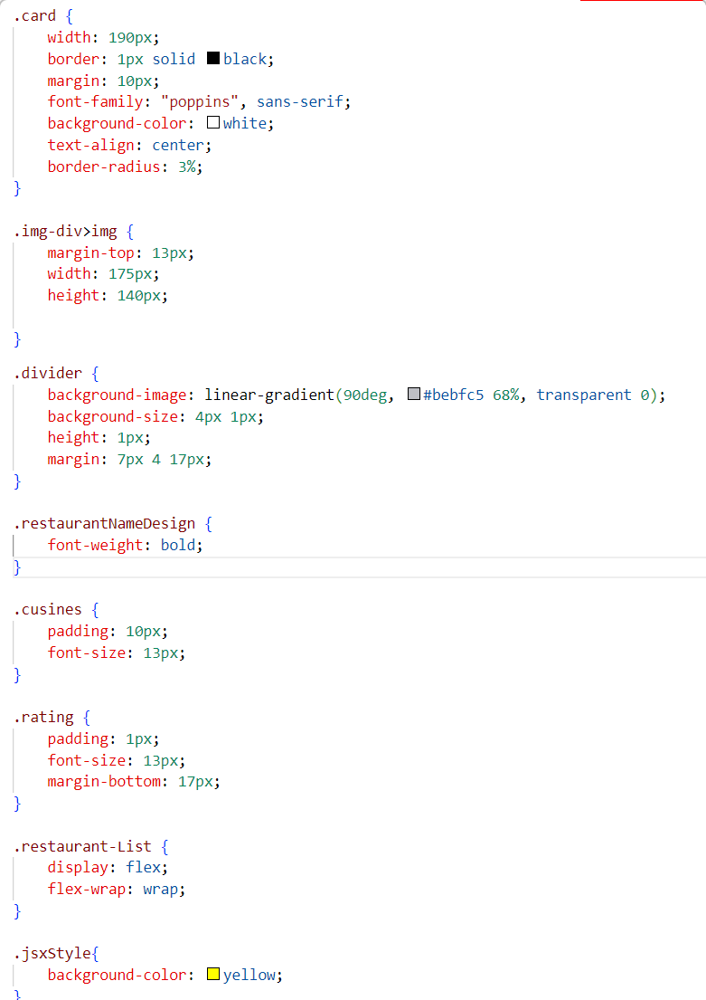 .card {
    width: 190px;
    border: 1px solid black;
    margin: 10px;
    font-family: "poppins", sans-serif;
    background-color: white;
    text-align: center;
    border-radius: 3%;
}

.img-div>img {
    margin-top: 13px;
    width: 175px;
    height: 140px;

}

.divider {
    background-image: linear-gradient(90deg, #bebfc5 68%, transparent 0);
    background-size: 4px 1px;
    height: 1px;
    margin: 7px 4 17px;
}

.restaurantNameDesign {
    font-weight: bold;
}

.cusines {
    padding: 10px;
    font-size: 13px;
}

.rating {
    padding: 1px;
    font-size: 13px;
    margin-bottom: 17px;
}

.restaurant-List {
    display: flex;
    flex-wrap: wrap;
}

.jsxStyle{
    background-color: yellow;
}